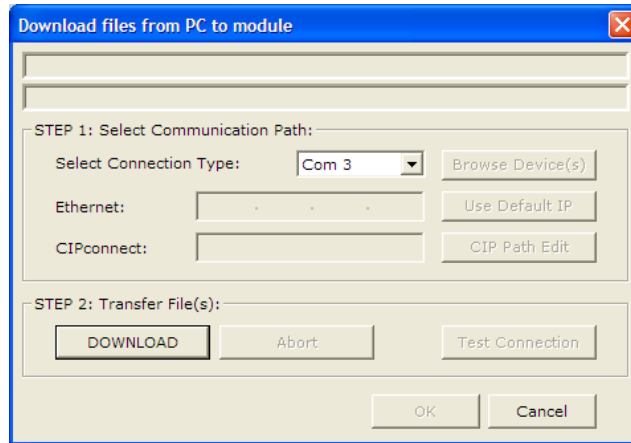 Download files from PC to module
STEP 1: Select Communication Path:
Select Connection Type: Com 3 Browse Device(s)
Ethernet: . . . Use Default IP
CIPconnect: CIP Path Edit
STEP 2: Transfer File(s):
DOWNLOAD Abort Test Connection
OK Cancel